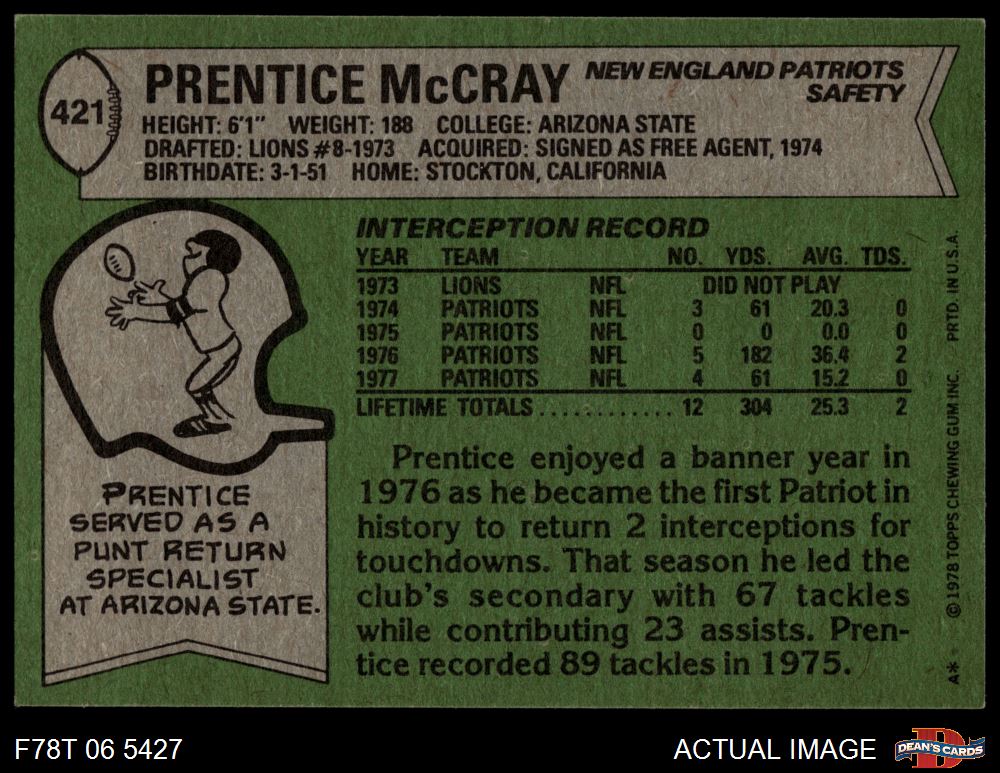 421
PRENTICE McCRAY
NEW ENGLAND PATRIOTS
SAFETY
HEIGHT: 6'1" WEIGHT: 188 COLLEGE: ARIZONA STATE
DRAFTED: LIONS #8-1973 ACQUIRED: SIGNED AS FREE AGENT, 1974
BIRTHDATE: 3-1-51 HOME: STOCKTON, CALIFORNIA
INTERCEPTION RECORD
YEAR TEAM NO. YDS. AVG. TDS.
1973 LIONS NFL DID NOT PLAY
1974 PATRIOTS NFL 3 61 20.3 0
1975 PATRIOTS NFL 0 0 0.0 0
1976 PATRIOTS NFL 5 182 36.4 2
1977 PATRIOTS NFL 4 61 15.2 0
LIFETIME TOTALS............ 12 304 25.3 2
PRENTICE
SERVED AS A
PUNT RETURN
SPECIALIST
AT ARIZONA STATE.
Prentice enjoyed a banner year in
1976 as he became the first Patriot in
history to return 2 interceptions for
touchdowns. That season he led the
club's secondary with 67 tackles
while contributing 23 assists. Pren-
tice recorded 89 tackles in 1975.
A* ©1978 TOPPS CHEWING GUM INC. PRTD. IN U.S.A.
F78T 06 5427
ACTUAL IMAGE
D
DEAN'S CARDS